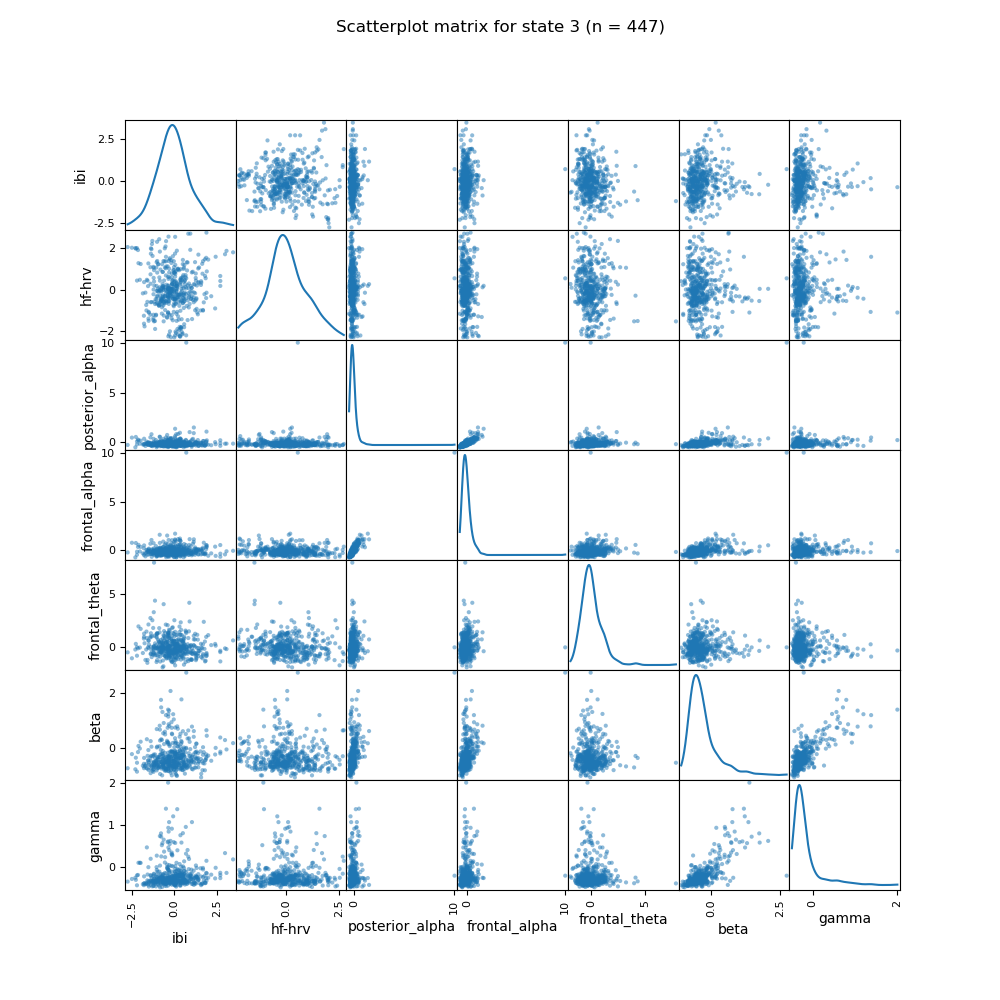 Scatterplot matrix for state 3 (n = 447)
2.5
0.0
−2.5
ibi
2
0
−2
hf-hrv
10
5
0
posterior_alpha
10
5
0
frontal_alpha
5
0
frontal_theta
2
0
beta
2
1
0
gamma
−2.5 0.0 2.5 0.0 2.5 0 10 0 10 0 5 0.0 2.5 0 2
ibi hf-hrv posterior_alpha frontal_alpha frontal_theta beta gamma